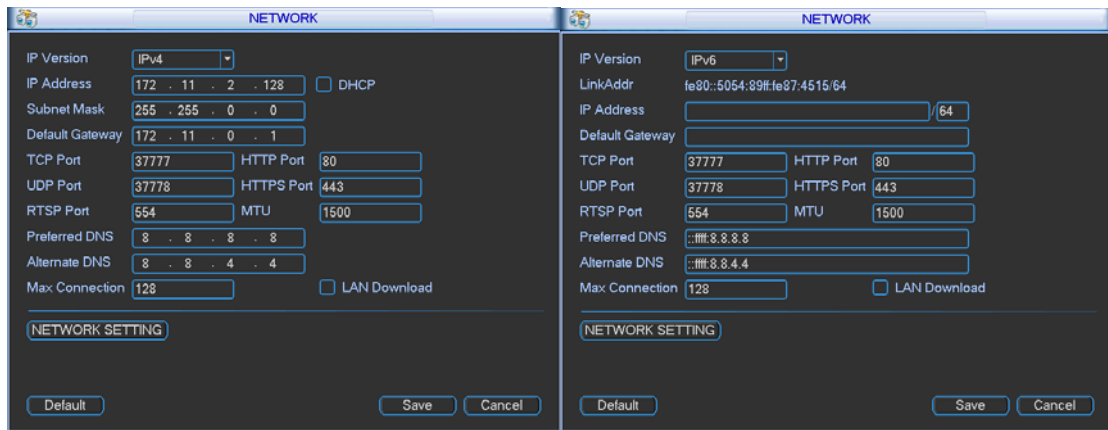 NETWORK
IP Version IPv4
IP Address 172 . 11 . 2 . 128 DHCP
Subnet Mask 255 . 255 . 0 . 0
Default Gateway 172 . 11 . 0 . 1
TCP Port 37777 HTTP Port 80
UDP Port 37778 HTTPS Port 443
RTSP Port 554 MTU 1500
Preferred DNS 8 . 8 . 8 . 8
Alternate DNS 8 . 8 . 4 . 4
Max Connection 128 LAN Download
NETWORK SETTING
Default Save Cancel
NETWORK
IP Version IPv6
LinkAddr fe80::5054:89ff:fe87:4515/64
IP Address / 64
Default Gateway
TCP Port 37777 HTTP Port 80
UDP Port 37778 HTTPS Port 443
RTSP Port 554 MTU 1500
Preferred DNS ::ffff:8.8.8.8
Alternate DNS ::ffff:8.8.4.4
Max Connection 128 LAN Download
NETWORK SETTING
Default Save Cancel